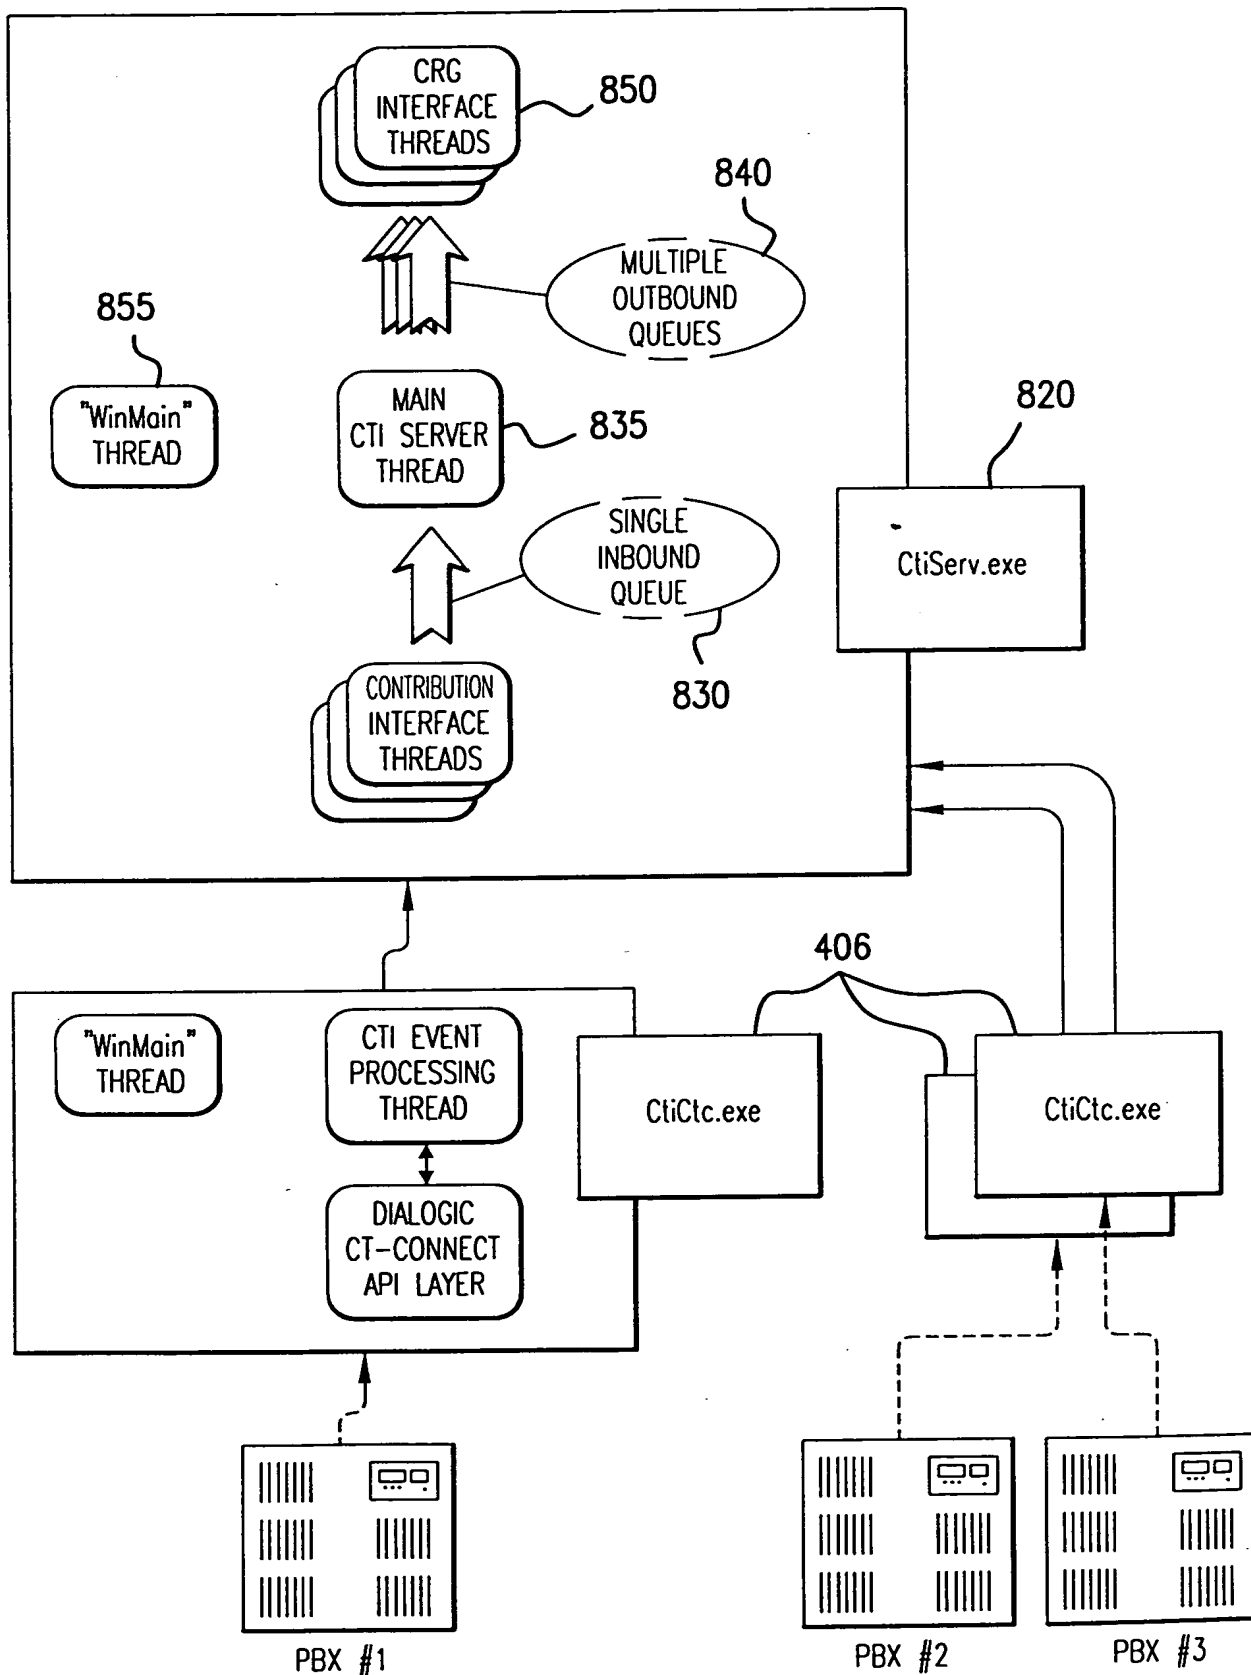 CRG
INTERFACE
THREADS
850
840
MULTIPLE
OUTBOUND
QUEUES
855
"WinMain"
THREAD
MAIN
CTI SERVER
THREAD
835
820
SINGLE
INBOUND
QUEUE
CtiServ.exe
830
CONTRIBUTION
INTERFACE
THREADS
406
"WinMain"
THREAD
CTI EVENT
PROCESSING
THREAD
CtiCtc.exe
CtiCtc.exe
DIALOGIC
CT-CONNECT
API LAYER
PBX #1
PBX #2
PBX #3